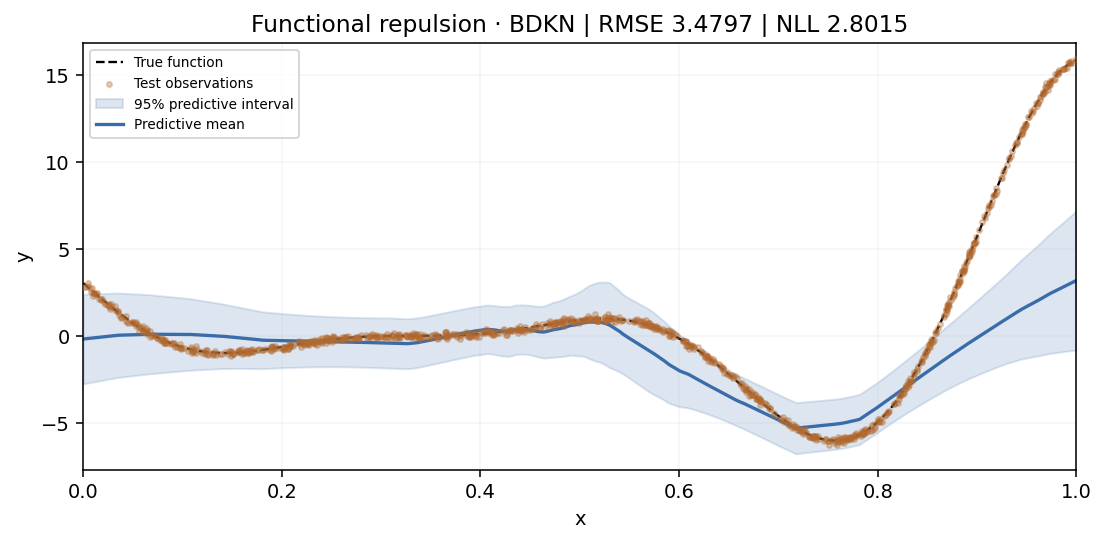 Functional repulsion · BDKN | RMSE 3.4797 | NLL 2.8015
True function
Test observations
95% predictive interval
Predictive mean
y
15
10
5
0
−5
0.0 0.2 0.4 0.6 0.8 1.0
x